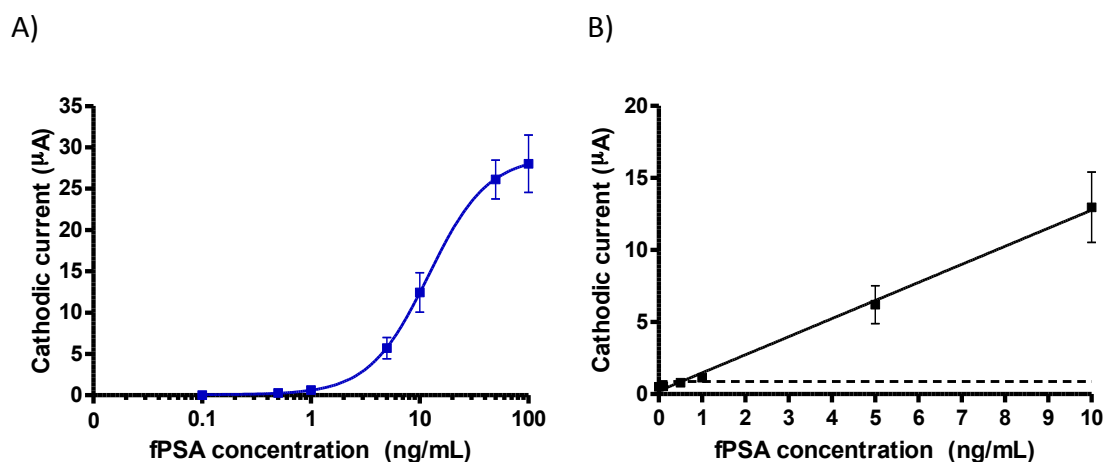 A)
B)
35
30
25
20
15
10
5
0
Cathodic current (µA)
0 0.1 1 10 100
fPSA concentration (ng/mL)
20
15
10
5
0
Cathodic current (µA)
0 1 2 3 4 5 6 7 8 9 10
fPSA concentration (ng/mL)